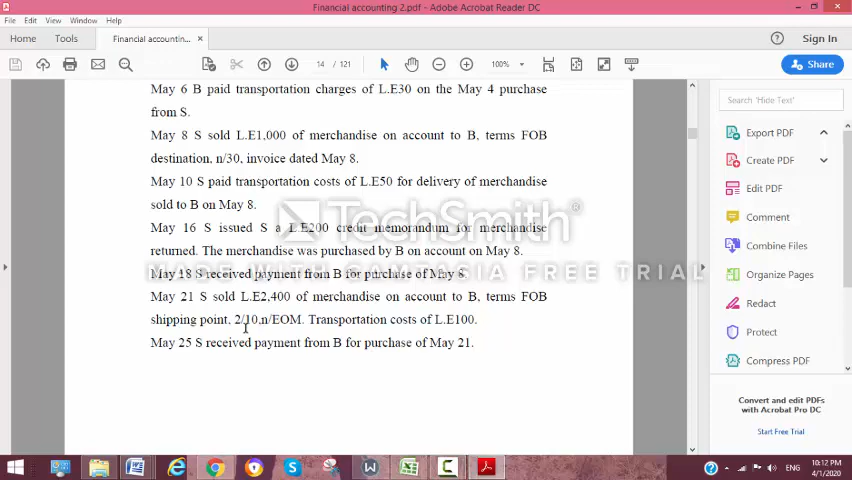 Financial accounting 2.pdf - Adobe Acrobat Reader DC
File Edit View Window Help
Home Tools Financial accountin... × Sign In
14 / 121 100% Share
May 6 B paid transportation charges of L.E30 on the May 4 purchase
from S.
May 8 S sold L.E1,000 of merchandise on account to B, terms FOB
destination, n/30, invoice dated May 8.
May 10 S paid transportation costs of L.E50 for delivery of merchandise
sold to B on May 8.
May 16 S issued S a L.E200 credit memorandum for merchandise
returned. The merchandise was purchased by B on account on May 8.
May 18 S received payment from B for purchase of May 8.
May 21 S sold L.E2,400 of merchandise on account to B, terms FOB
shipping point, 2/10,n/EOM. Transportation costs of L.E100.
May 25 S received payment from B for purchase of May 21.
TechSmith
MADE WITH CAMTASIA FREE TRIAL
Search 'Hide Text'
Export PDF
Create PDF
Edit PDF
Comment
Combine Files
Organize Pages
Redact
Protect
Compress PDF
Convert and edit PDFs
with Acrobat Pro DC
Start Free Trial
ENG
10:12 PM
4/1/2020